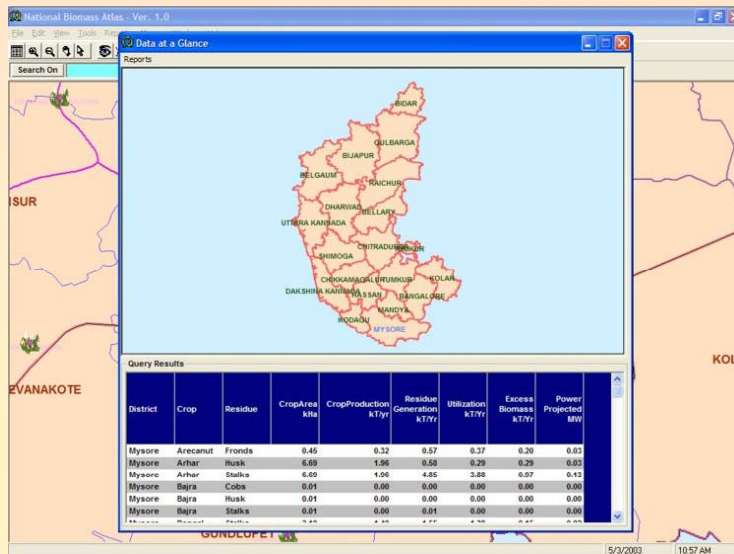 National Biomass Atlas - Ver. 1.0
File Edit View Tools
Data at a Glance
Reports
Search On
BIDAR
GULBARGA
BIJAPUR
BELGAUM
RAICHUR
DHARWAD
BELLARY
UTTARA KANNADA
CHITRADURGA
SHIMOGA
CHIKKAMAGALUR TUMKUR KOLAR
DAKSHINA KANNADA HASSAN BANGALORE
MANDYA
KODAGU
MYSORE
ISUR
EVANAKOTE
KOL
GUNDLUPET
Query Results
District Crop Residue CropArea kHa CropProduction kT/yr Residue Generation kT/Yr Utilization kT/Yr Excess Biomass kT/Yr Power Projected MW
Mysore Arecanut Fronds 0.45 0.32 0.57 0.37 0.20 0.03
Mysore Arhar Husk 6.69 1.96 0.58 0.29 0.29 0.03
Mysore Arhar Stalks 6.69 1.96 4.85 3.88 0.97 0.13
Mysore Bajra Cobs 0.01 0.00 0.00 0.00 0.00 0.00
Mysore Bajra Husk 0.01 0.00 0.00 0.00 0.00 0.00
Mysore Bajra Stalks 0.01 0.00 0.01 0.00 0.00 0.00
5/3/2003 10:57 AM